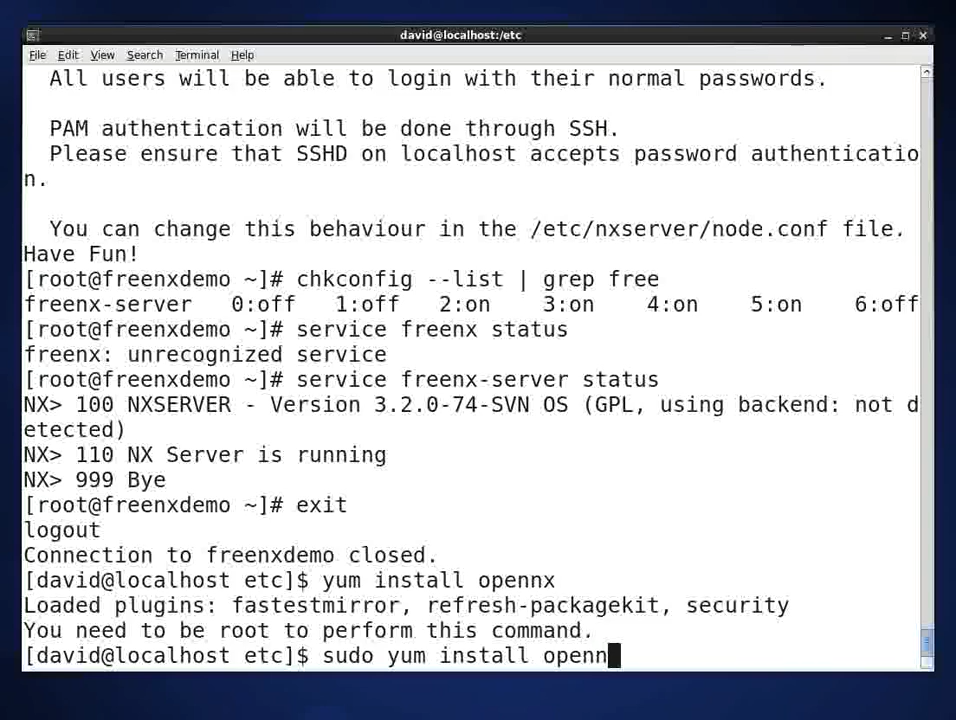 david@localhost:/etc
File Edit View Search Terminal Help
All users will be able to login with their normal passwords.
PAM authentication will be done through SSH.
Please ensure that SSHD on localhost accepts password authenticatio
n.
You can change this behaviour in the /etc/nxserver/node.conf file.
Have Fun!
[root@freenxdemo ~]# chkconfig --list | grep free
freenx-server   0:off   1:off   2:on    3:on    4:on    5:on    6:off
[root@freenxdemo ~]# service freenx status
freenx: unrecognized service
[root@freenxdemo ~]# service freenx-server status
NX> 100 NXSERVER - Version 3.2.0-74-SVN OS (GPL, using backend: not d
etected)
NX> 110 NX Server is running
NX> 999 Bye
[root@freenxdemo ~]# exit
logout
Connection to freenxdemo closed.
[david@localhost etc]$ yum install opennx
Loaded plugins: fastestmirror, refresh-packagekit, security
You need to be root to perform this command.
[david@localhost etc]$ sudo yum install openn